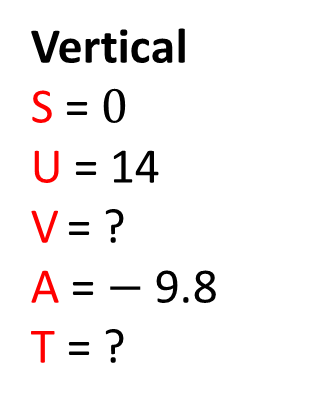 Vertical
S = 0
U = 14
V = ?
A = − 9.8
T = ?